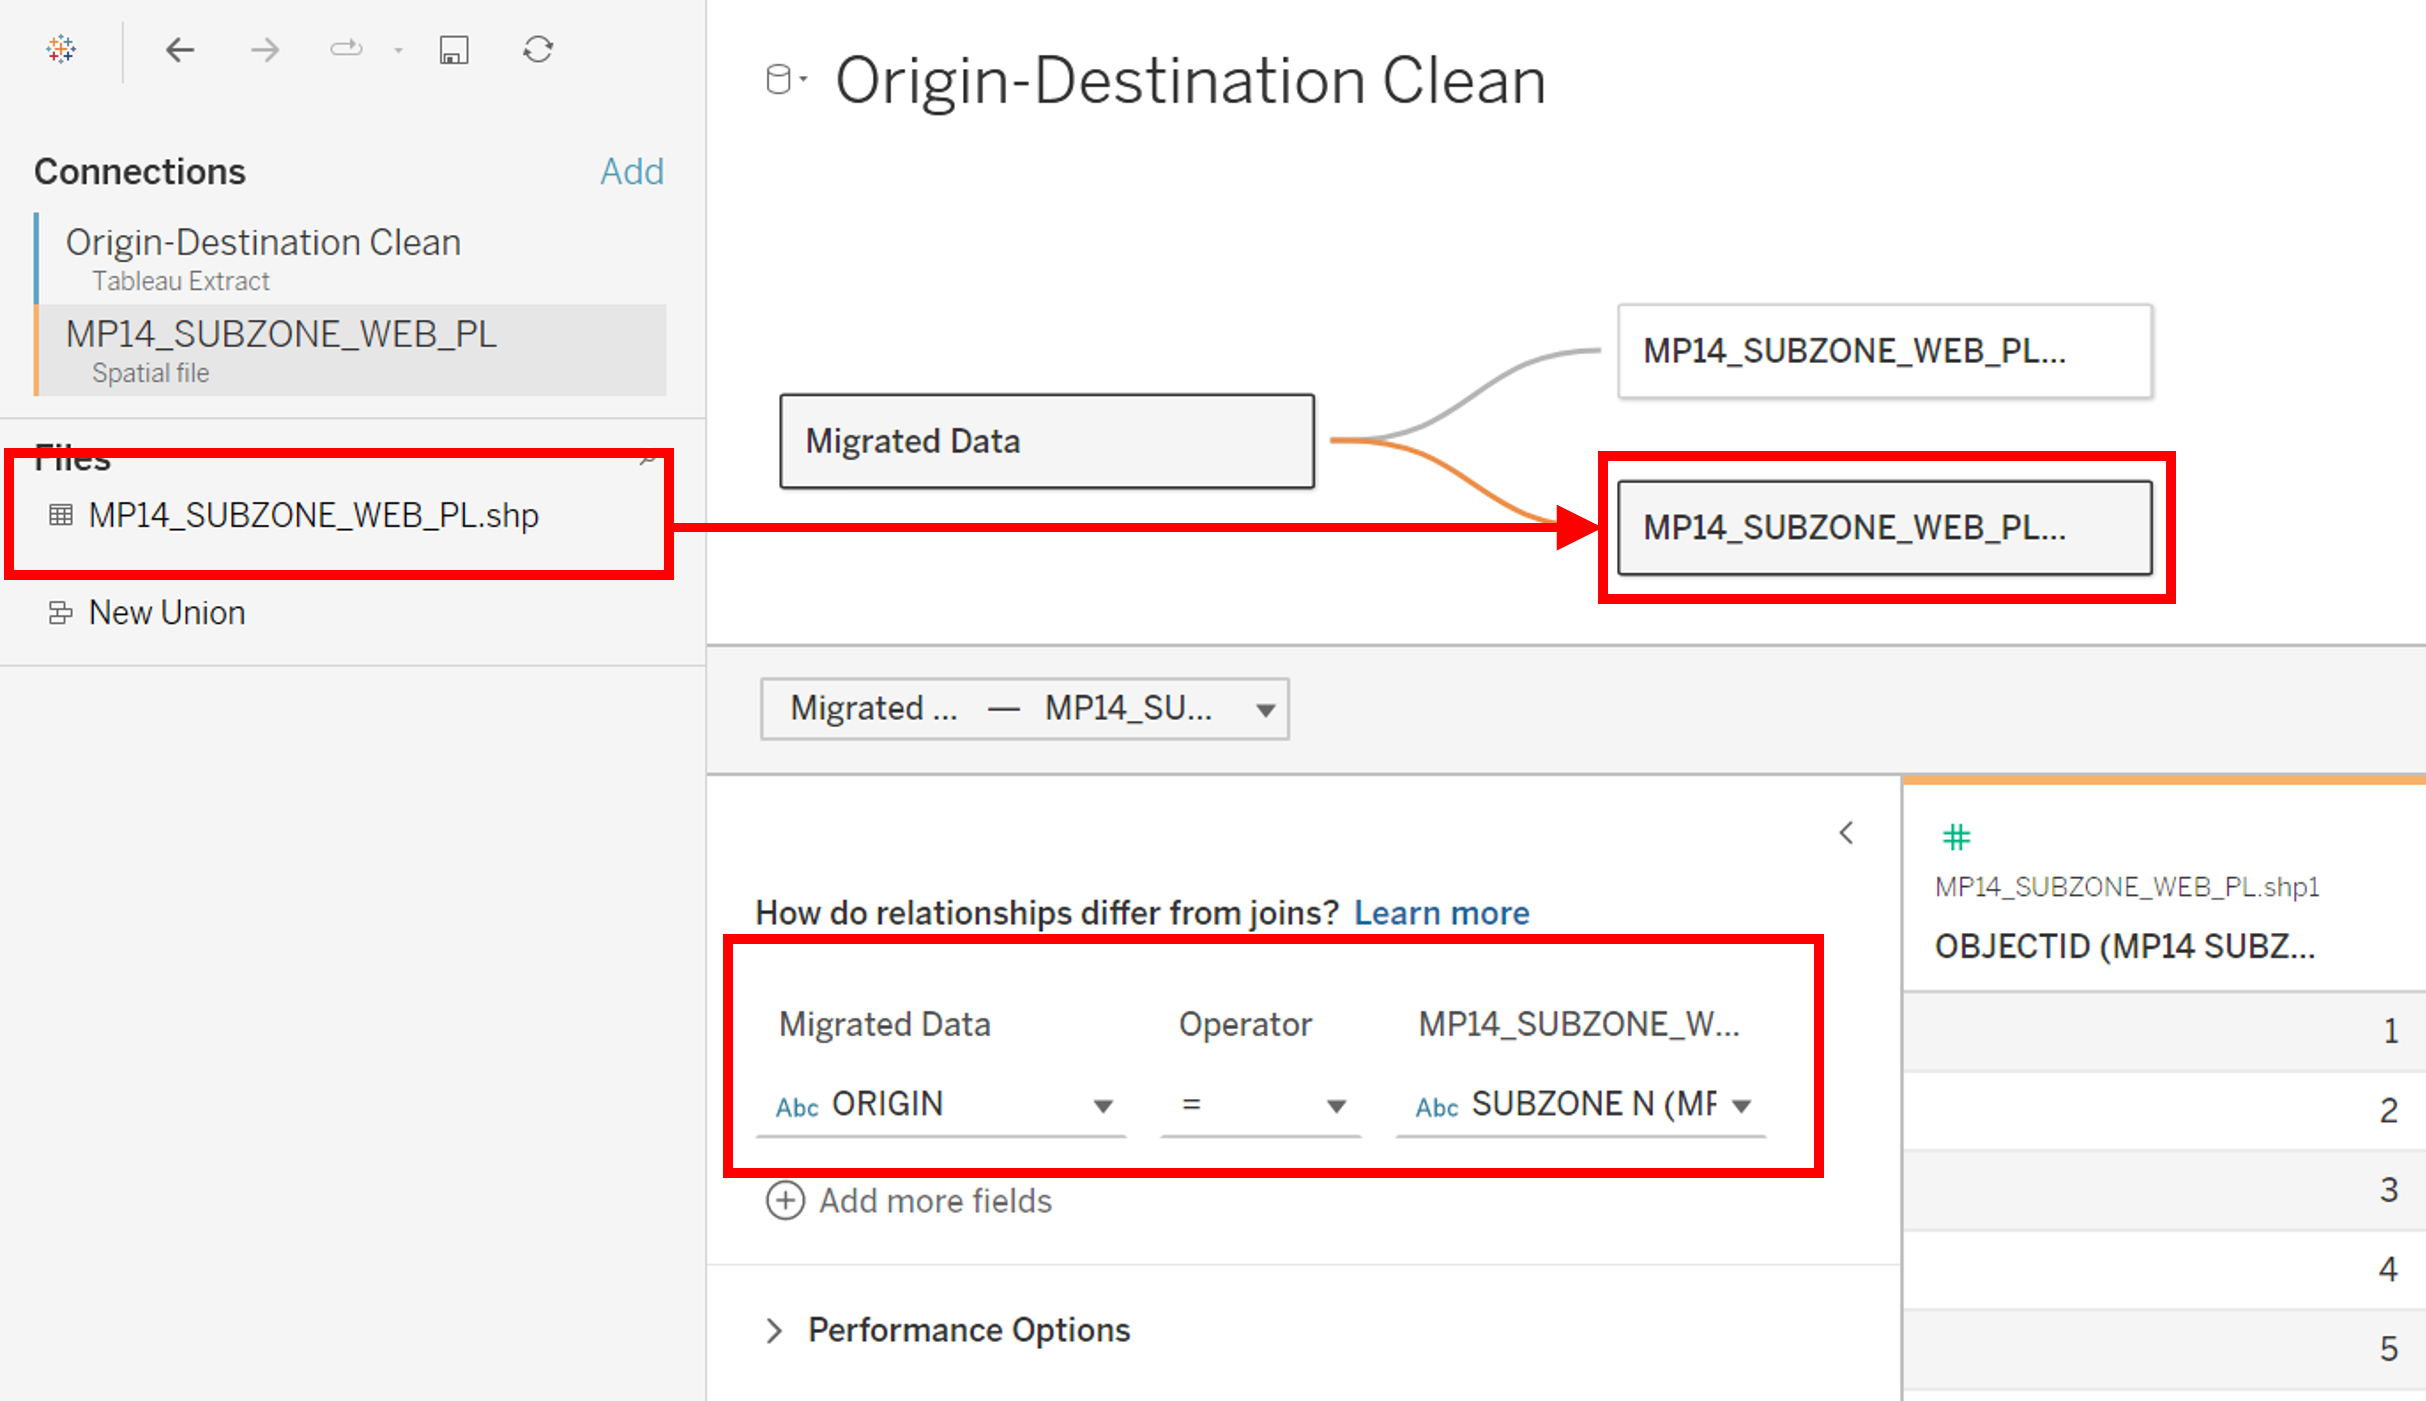 Origin-Destination Clean
Connections
Add
Origin-Destination Clean
Tableau Extract
MP14_SUBZONE_WEB_PL
Spatial file
Files
MP14_SUBZONE_WEB_PL.shp
New Union
MP14_SUBZONE_WEB_PL...
Migrated Data
MP14_SUBZONE_WEB_PL...
Migrated ... — MP14_SU...
How do relationships differ from joins? Learn more
Migrated Data Operator MP14_SUBZONE_W...
Abc ORIGIN = Abc SUBZONE N (MP
Add more fields
Performance Options
#
MP14_SUBZONE_WEB_PL.shp1
OBJECTID (MP14 SUBZ...
1
2
3
4
5